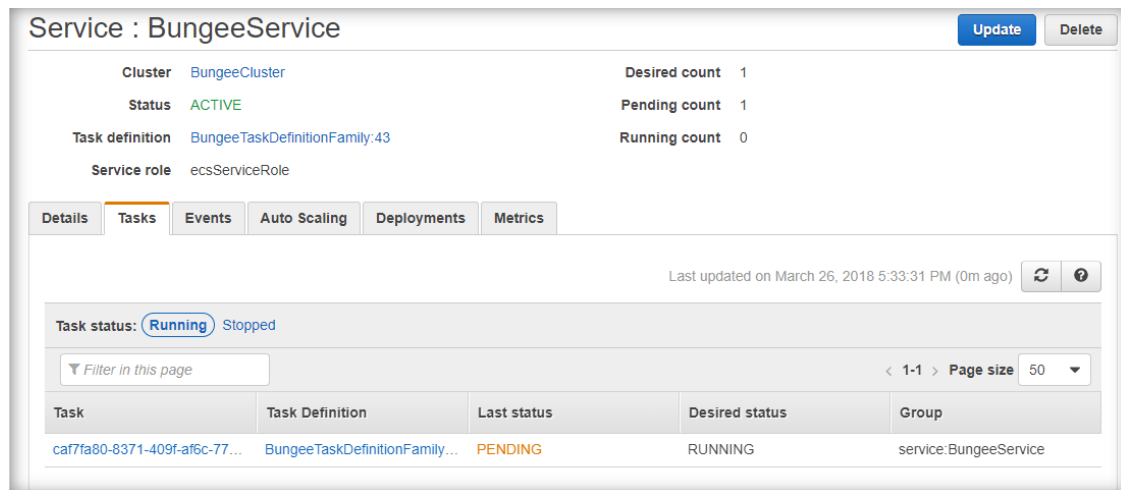 Service : BungeeService
Update
Delete
Cluster BungeeCluster
Desired count 1
Status ACTIVE
Pending count 1
Task definition BungeeTaskDefinitionFamily:43
Running count 0
Service role ecsServiceRole
Details Tasks Events Auto Scaling Deployments Metrics
Last updated on March 26, 2018 5:33:31 PM (0m ago)
Task status: Running Stopped
Filter in this page
< 1-1 > Page size 50
Task Task Definition Last status Desired status Group
caf7fa80-8371-409f-af6c-77... BungeeTaskDefinitionFamily... PENDING RUNNING service:BungeeService